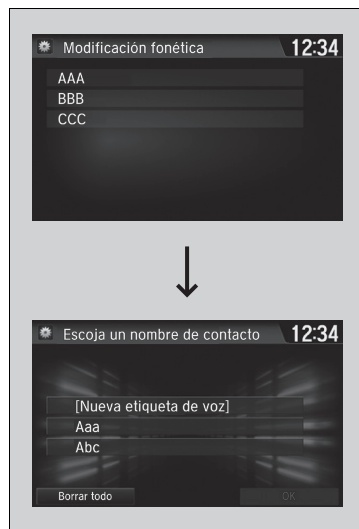 Modificación fonética 12:34
AAA
BBB
CCC
Escoja un nombre de contacto 12:34
[Nueva etiqueta de voz]
Aaa
Abc
Borrar todo OK